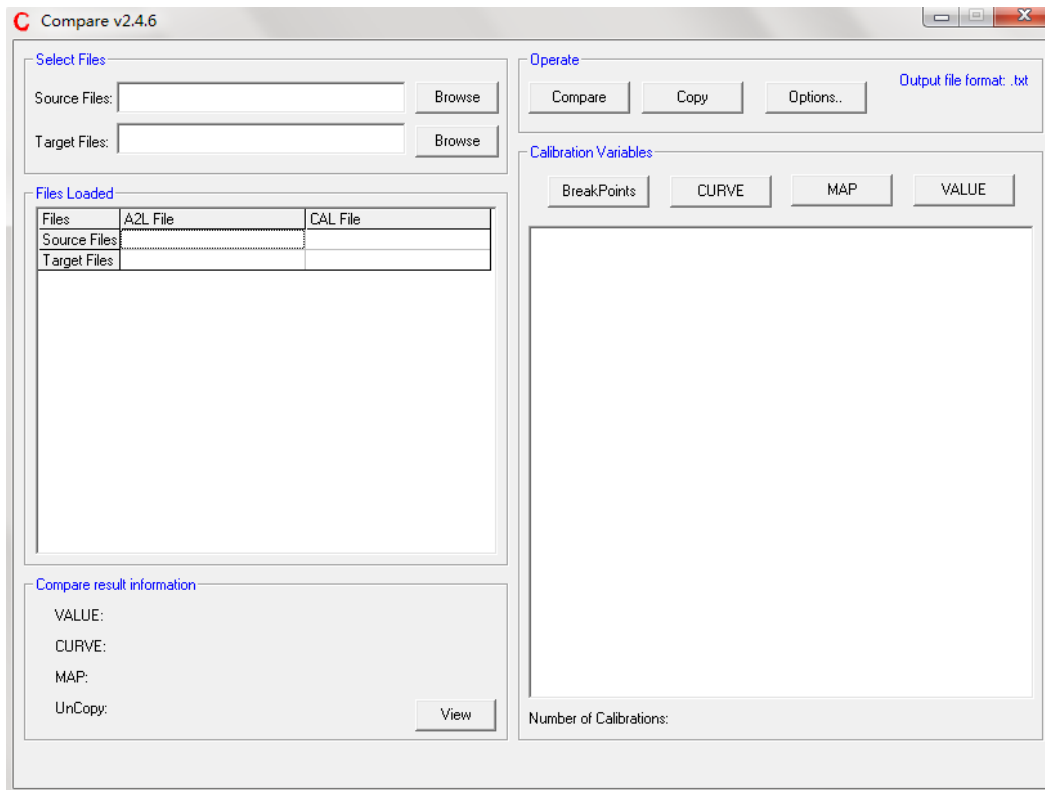 C Compare v2.4.6
Select Files
Source Files: Browse
Target Files: Browse
Files Loaded
Files A2L File CAL File
Source Files
Target Files
Compare result information
VALUE:
CURVE:
MAP:
UnCopy: View
Operate
Output file format: .txt
Compare Copy Options..
Calibration Variables
BreakPoints CURVE MAP VALUE
Number of Calibrations: